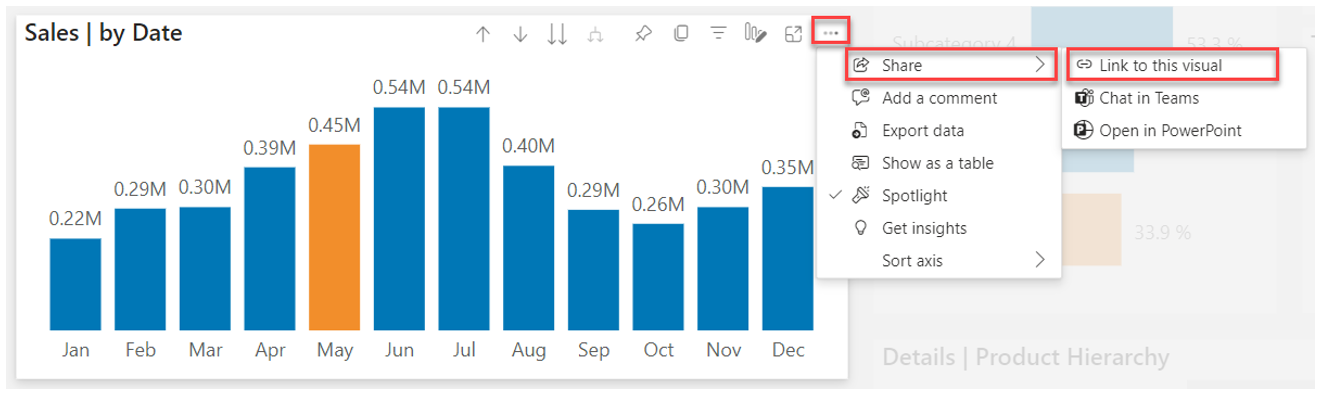 Sales | by Date
Subcategory 4
53.3 %
33.9 %
Details | Product Hierarchy
0.22M
0.29M
0.30M
0.39M
0.45M
0.54M
0.54M
0.40M
0.29M
0.26M
0.30M
0.35M
Jan Feb Mar Apr May Jun Jul Aug Sep Oct Nov Dec
Share
Add a comment
Export data
Show as a table
Spotlight
Get insights
Sort axis
Link to this visual
Chat in Teams
Open in PowerPoint